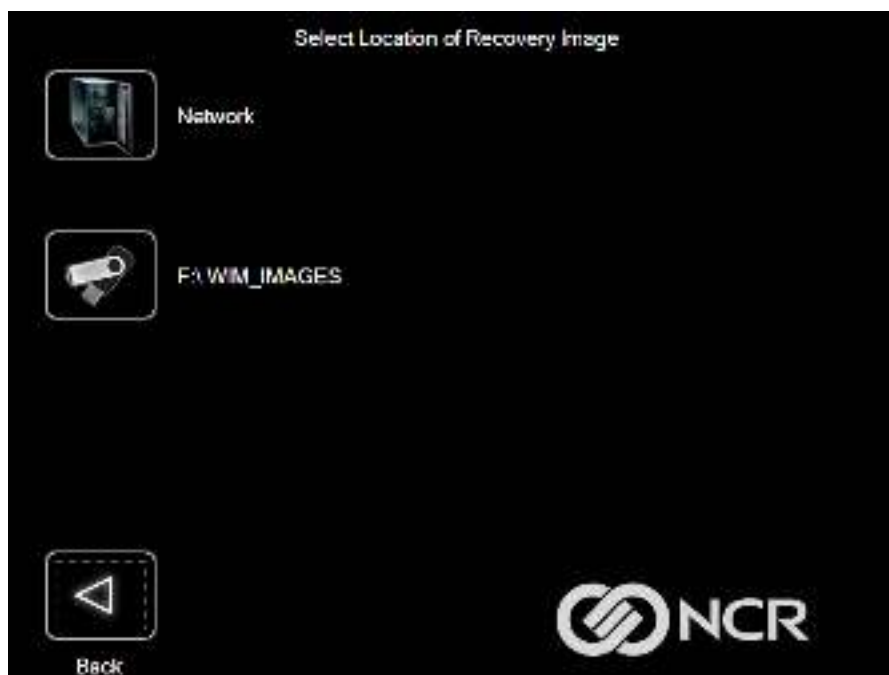 Select Location of Recovery Image
Network
F:\ WIM_IMAGES
Back
NCR